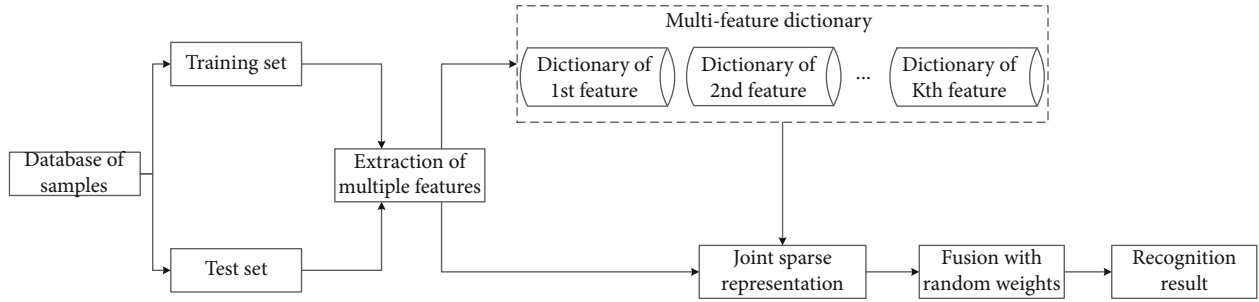 Multi-feature dictionary
Training set
Dictionary of
1st feature
Dictionary of
2nd feature
...
Dictionary of
Kth feature
Database of
samples
Extraction of
multiple features
Test set
Joint sparse
representation
Fusion with
random weights
Recognition
result